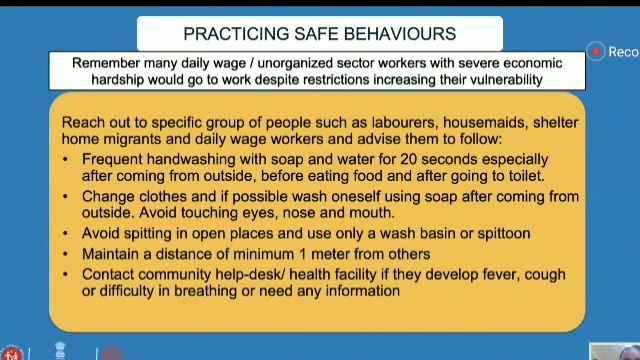 PRACTICING SAFE BEHAVIOURS
Reco
Remember many daily wage / unorganized sector workers with severe economic
hardship would go to work despite restrictions increasing their vulnerability
Reach out to specific group of people such as labourers, housemaids, shelter
home migrants and daily wage workers and advise them to follow:
• Frequent handwashing with soap and water for 20 seconds especially
after coming from outside, before eating food and after going to toilet.
• Change clothes and if possible wash oneself using soap after coming from
outside. Avoid touching eyes, nose and mouth.
• Avoid spitting in open places and use only a wash basin or spittoon
• Maintain a distance of minimum 1 meter from others
• Contact community help-desk/ health facility if they develop fever, cough
or difficulty in breathing or need any information